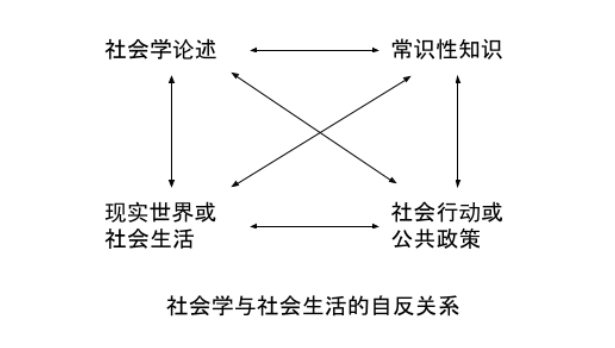 社会学论述
常识性知识
现实世界或
社会生活
社会行动或
公共政策
社会学与社会生活的自反关系